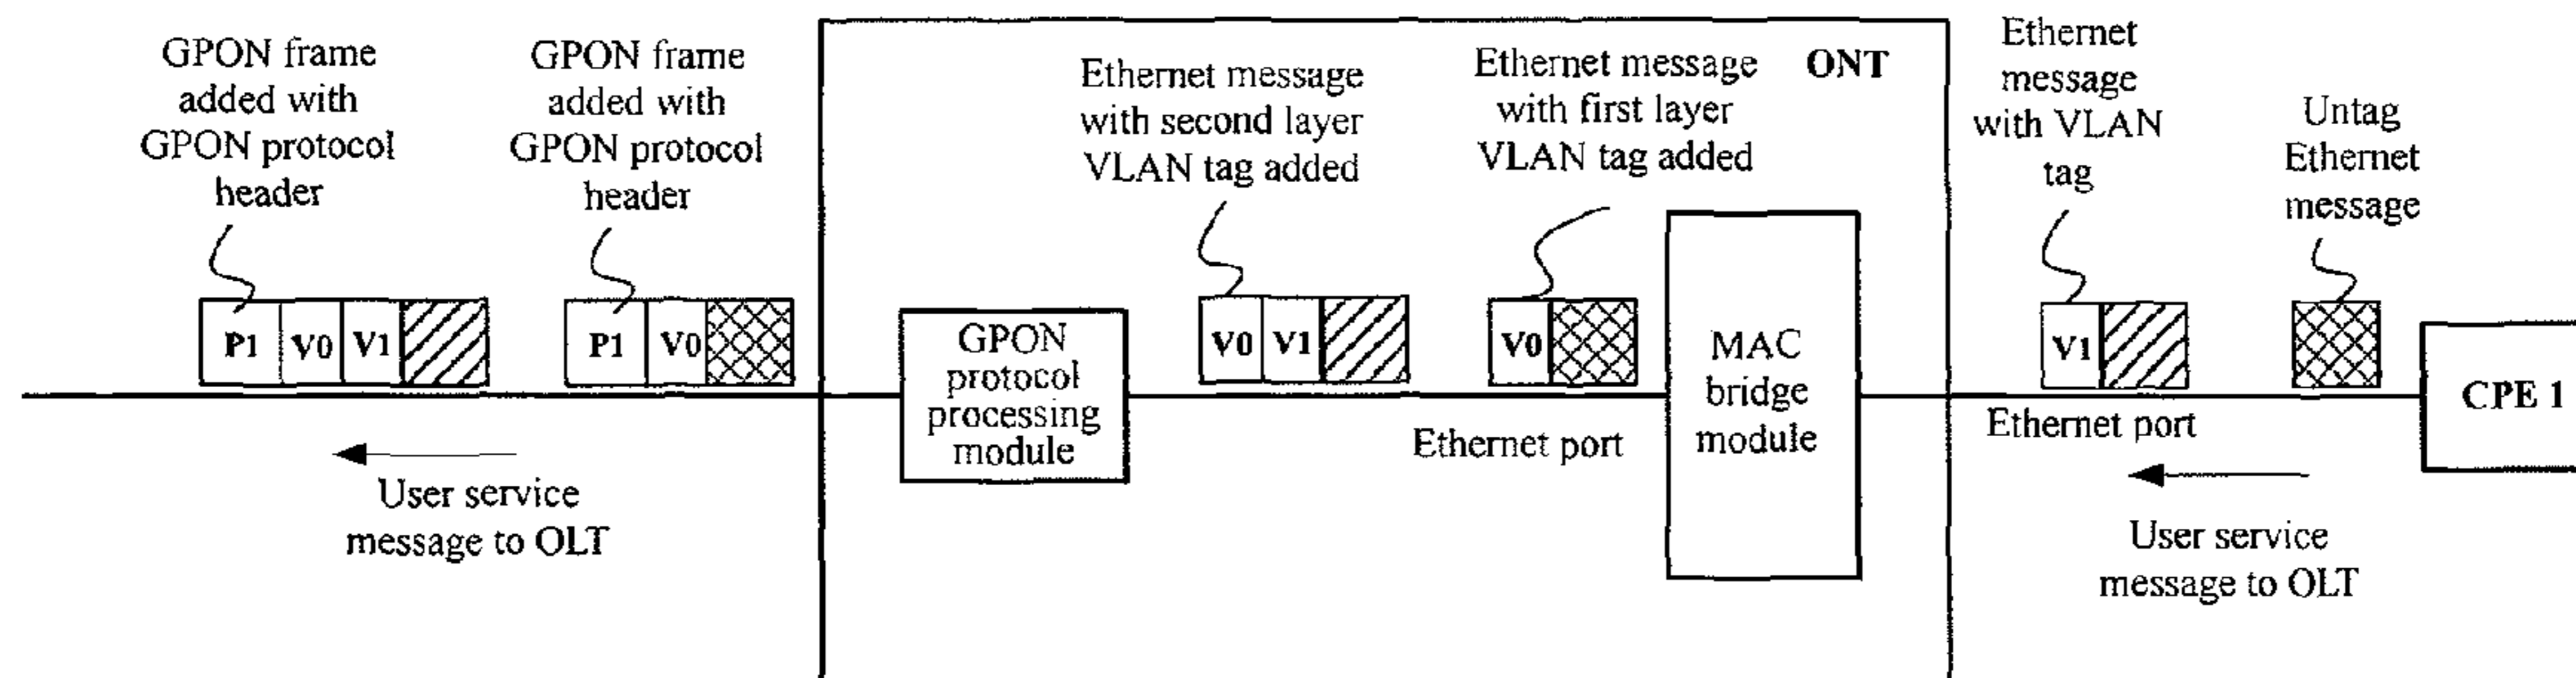 GPON frame
added with
GPON protocol
header
GPON frame
added with
GPON protocol
header
Ethernet message
with second layer
VLAN tag added
Ethernet message
with first layer
VLAN tag added
ONT
Ethernet
message
with VLAN
tag
Untag
Ethernet
message
P1 V0 V1
P1 V0
GPON
protocol
processing
module
V0 V1
V0
MAC
bridge
module
V1
CPE 1
Ethernet port
Ethernet port
User service
message to OLT
User service
message to OLT